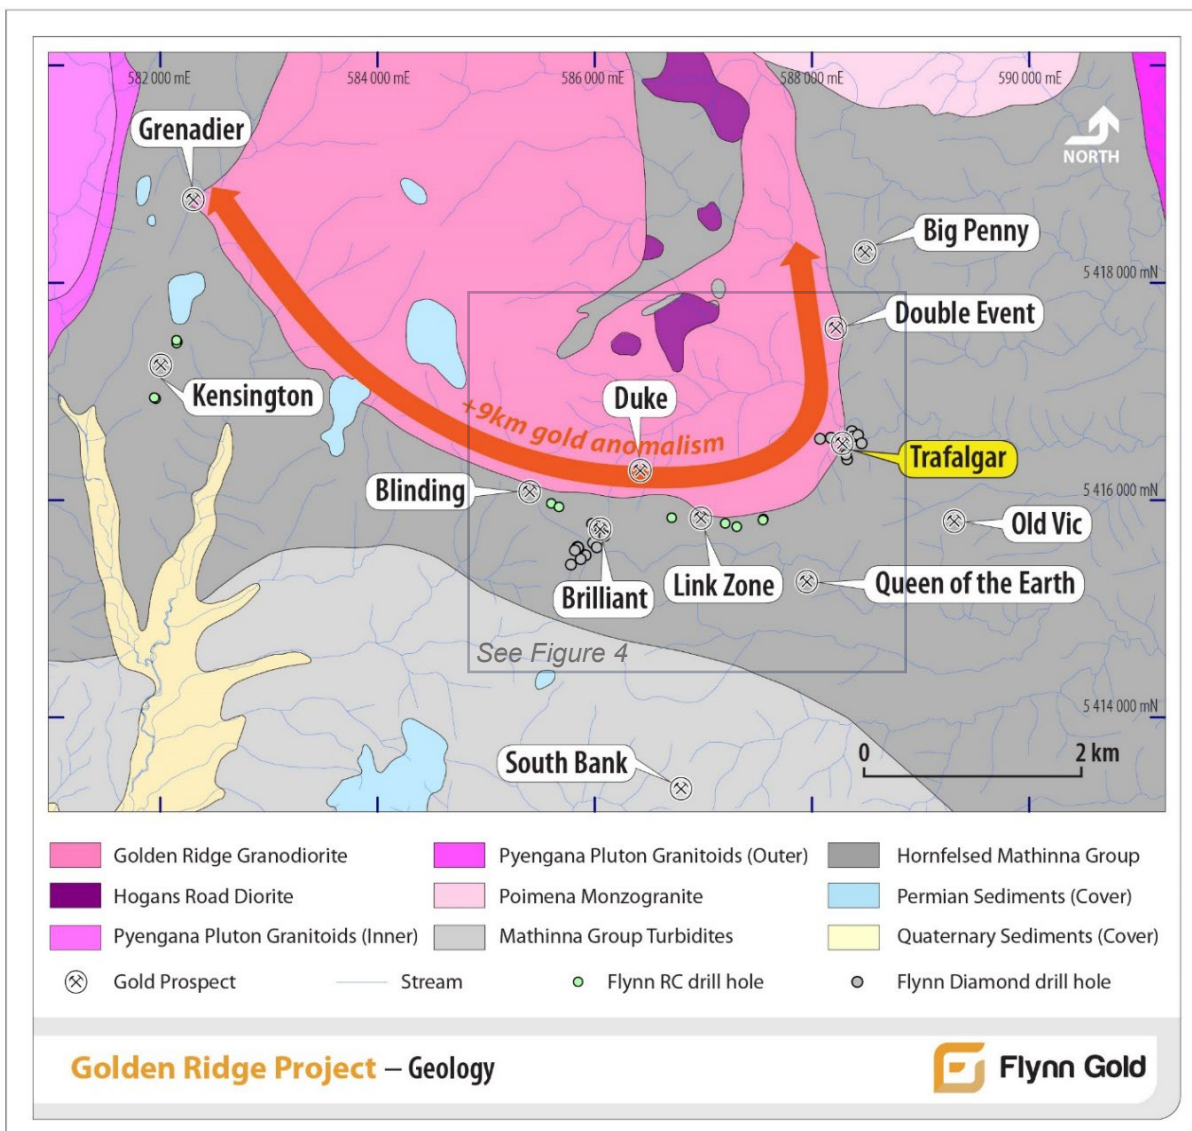 582 000 mE
584 000 mE
586 000 mE
588 000 mE
590 000 mE
Grenadier
NORTH
Big Penny
5 418 000 mN
Double Event
Kensington
Duke
+9km gold anomalism
Trafalgar
Blinding
5 416 000 mN
Old Vic
Brilliant
Link Zone
Queen of the Earth
See Figure 4
5 414 000 mN
South Bank
0
2 km
Golden Ridge Granodiorite
Pyengana Pluton Granitoids (Outer)
Hornfelsed Mathinna Group
Hogans Road Diorite
Poimena Monzogranite
Permian Sediments (Cover)
Pyengana Pluton Granitoids (Inner)
Mathinna Group Turbidites
Quaternary Sediments (Cover)
Gold Prospect
Stream
Flynn RC drill hole
Flynn Diamond drill hole
Golden Ridge Project – Geology
Flynn Gold